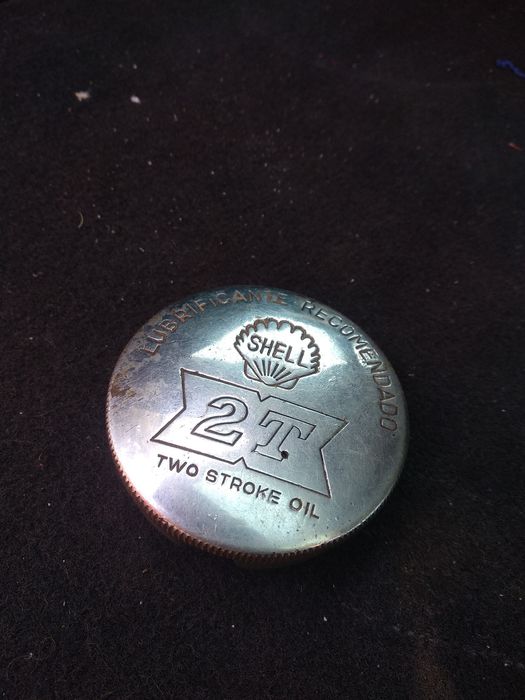 LUBRIFICANTE RECOMENDADO
SHELL
2T
TWO STROKE OIL